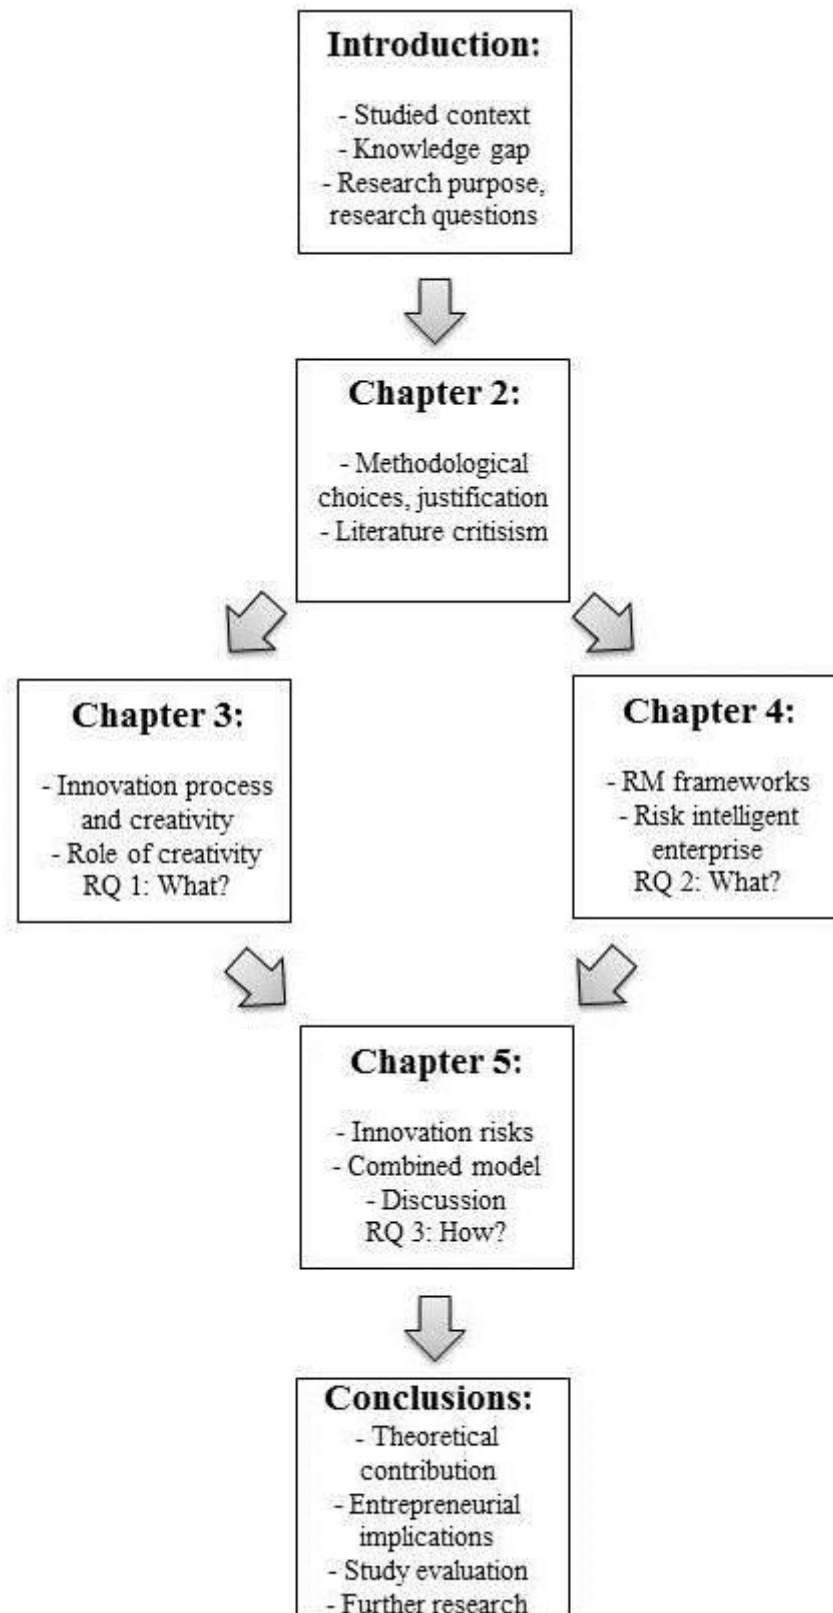 Introduction:
- Studied context
- Knowledge gap
- Research purpose,
research questions
Chapter 2:
- Methodological
choices, justification
- Literature critisism
Chapter 3:
- Innovation process
and creativity
- Role of creativity
RQ 1: What?
Chapter 4:
- RM frameworks
- Risk intelligent
enterprise
RQ 2: What?
Chapter 5:
- Innovation risks
- Combined model
- Discussion
RQ 3: How?
Conclusions:
- Theoretical
contribution
- Entrepreneurial
implications
- Study evaluation
- Further research